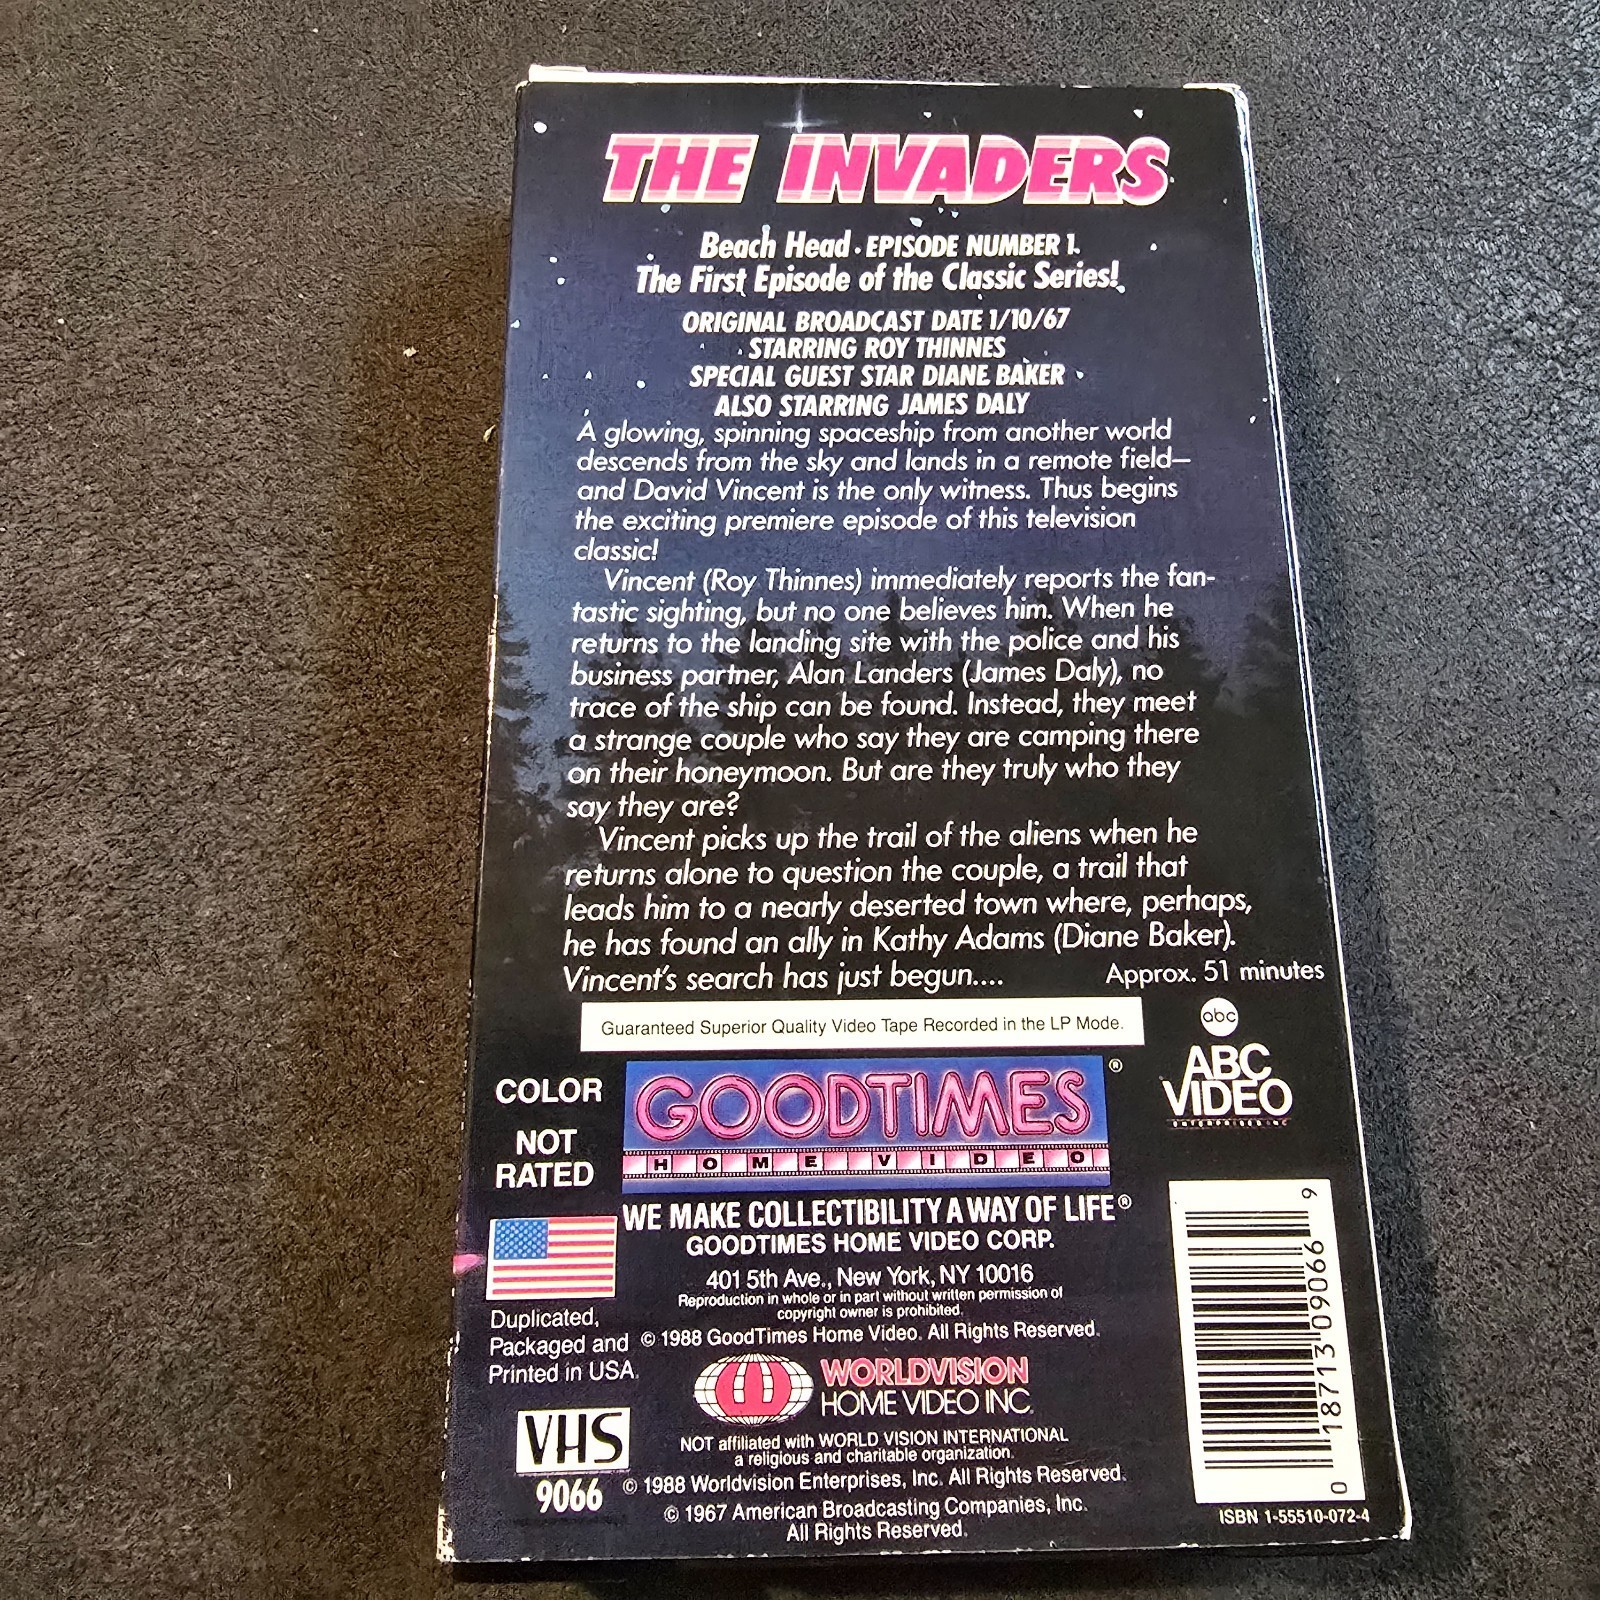 THE INVADERS
Beach Head • EPISODE NUMBER 1.
The First Episode of the Classic Series!
ORIGINAL BROADCAST DATE 1/10/67
STARRING ROY THINNES
SPECIAL GUEST STAR DIANE BAKER
ALSO STARRING JAMES DALY
A glowing, spinning spaceship from another world
descends from the sky and lands in a remote field—
and David Vincent is the only witness. Thus begins
the exciting premiere episode of this television
classic!
Vincent (Roy Thinnes) immediately reports the fan-
tastic sighting, but no one believes him. When he
returns to the landing site with the police and his
business partner, Alan Landers (James Daly), no
trace of the ship can be found. Instead, they meet
a strange couple who say they are camping there
on their honeymoon. But are they truly who they
say they are?
Vincent picks up the trail of the aliens when he
returns alone to question the couple, a trail that
leads him to a nearly deserted town where, perhaps,
he has found an ally in Kathy Adams (Diane Baker).
Vincent's search has just begun.... Approx. 51 minutes
Guaranteed Superior Quality Video Tape Recorded in the LP Mode.
abc
ABC
VIDEO
ENTERPRISES INC
COLOR
NOT
RATED
GOODTIMES®
HOME VIDEO
WE MAKE COLLECTIBILITY A WAY OF LIFE®
GOODTIMES HOME VIDEO CORP.
401 5th Ave., New York, NY 10016
Reproduction in whole or in part without written permission of
copyright owner is prohibited.
© 1988 GoodTimes Home Video. All Rights Reserved.
Duplicated,
Packaged and
Printed in USA.
WORLDVISION
HOME VIDEO INC.
NOT affiliated with WORLD VISION INTERNATIONAL
a religious and charitable organization.
© 1988 Worldvision Enterprises, Inc. All Rights Reserved.
© 1967 American Broadcasting Companies, Inc.
All Rights Reserved.
VHS
9066
0 18713 09066 9
ISBN 1-55510-072-4